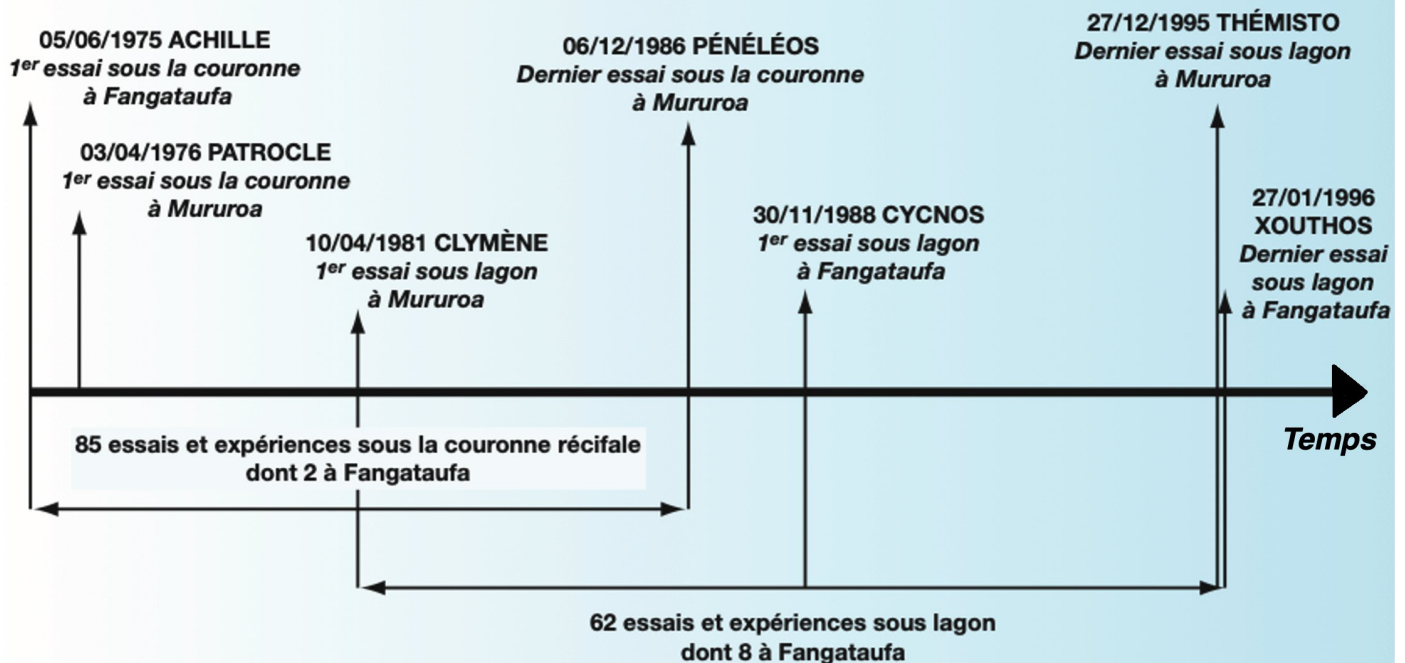 05/06/1975 ACHILLE
1er essai sous la couronne
à Fangataufa
03/04/1976 PATROCLE
1er essai sous la couronne
à Mururoa
10/04/1981 CLYMÈNE
1er essai sous lagon
à Mururoa
06/12/1986 PÉNÉLÉOS
Dernier essai sous la couronne
à Mururoa
30/11/1988 CYCNOS
1er essai sous lagon
à Fangataufa
27/12/1995 THÉMISTO
Dernier essai sous lagon
à Mururoa
27/01/1996
XOUTHOS
Dernier essai
sous lagon
à Fangataufa
Temps
85 essais et expériences sous la couronne récifale
dont 2 à Fangataufa
62 essais et expériences sous lagon
dont 8 à Fangataufa